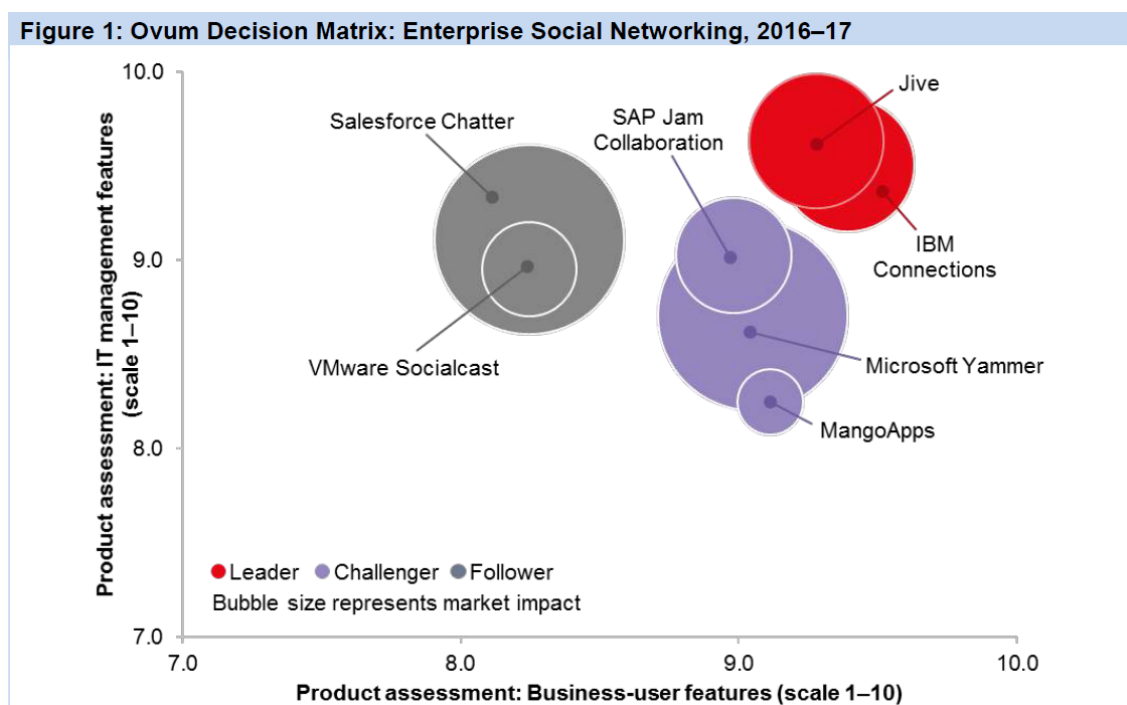 Figure 1: Ovum Decision Matrix: Enterprise Social Networking, 2016–17
Product assessment: IT management features
(scale 1–10)
10.0
9.0
8.0
7.0
Salesforce Chatter
SAP Jam
Collaboration
Jive
IBM
Connections
VMware Socialcast
Microsoft Yammer
MangoApps
Leader
Challenger
Follower
Bubble size represents market impact
7.0
8.0
9.0
10.0
Product assessment: Business-user features (scale 1–10)